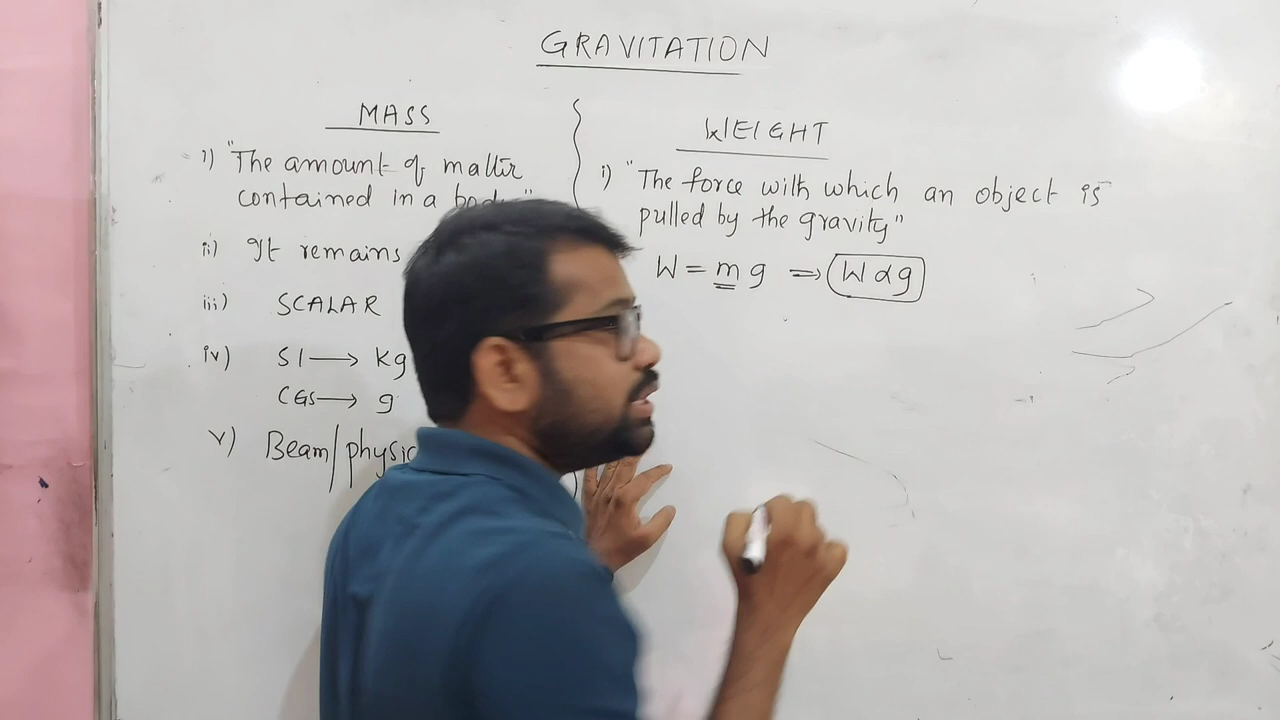 GRAVITATION
MASS
i) "The amount of matter
contained in a
ii) It remains
iii) SCALAR
iv) SI → Kg
CGS → g
v) Beam/
WEIGHT
i) "The force with which an object is
pulled by the gravity"
W = m g ⇒ W α g